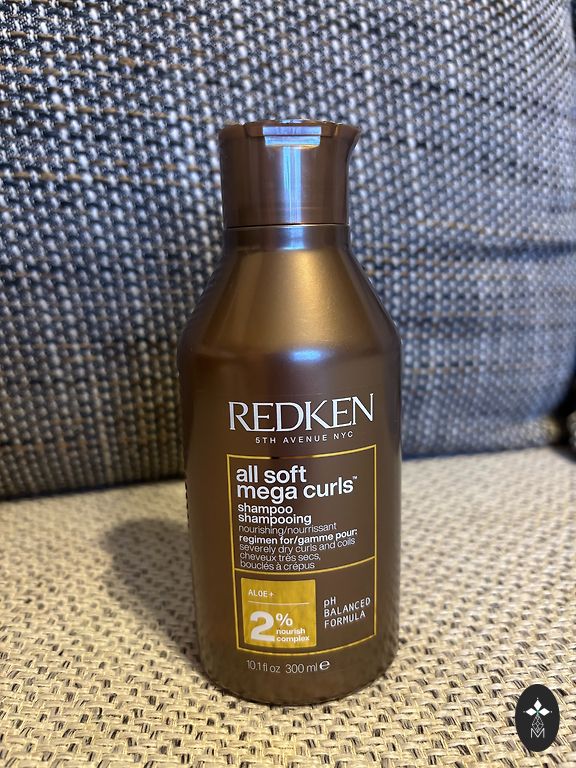 REDKEN
5TH AVENUE NYC
all soft
mega curls™
shampoo
shampooing
nourishing/nourrissant
regimen for/gamme pour:
severely dry curls and coils
cheveux très secs,
bouclés à crépus
ALOE+
2%
nourish
complex
pH
BALANCED
FORMULA
10.1 fl oz 300 ml ℮